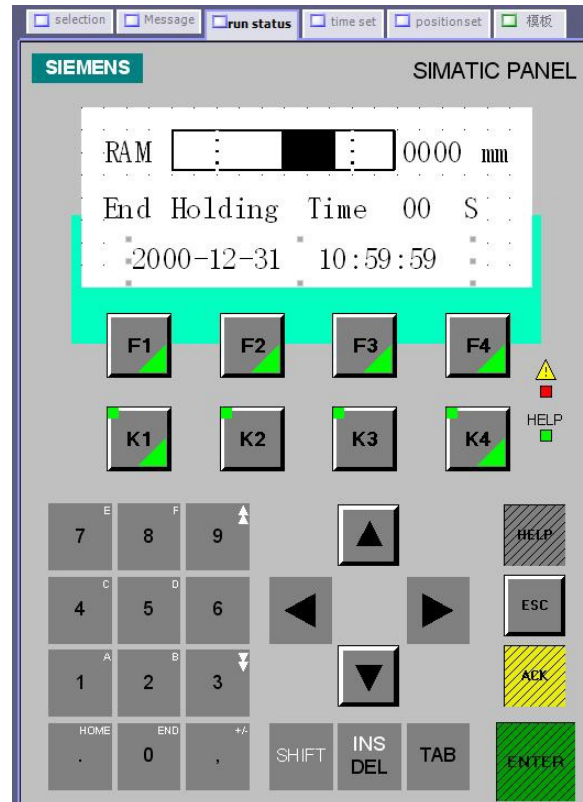 selection Message run status time set positionset 模板
SIEMENS SIMATIC PANEL
RAM 0000 mm
End Holding Time 00 S
2000-12-31 10:59:59
F1 F2 F3 F4
HELP
K1 K2 K3 K4
E F
7 8 9 HELP
C D
4 5 6 ESC
A B
1 2 3 ACK
HOME END +/-
. 0 , SHIFT INS DEL TAB ENTER